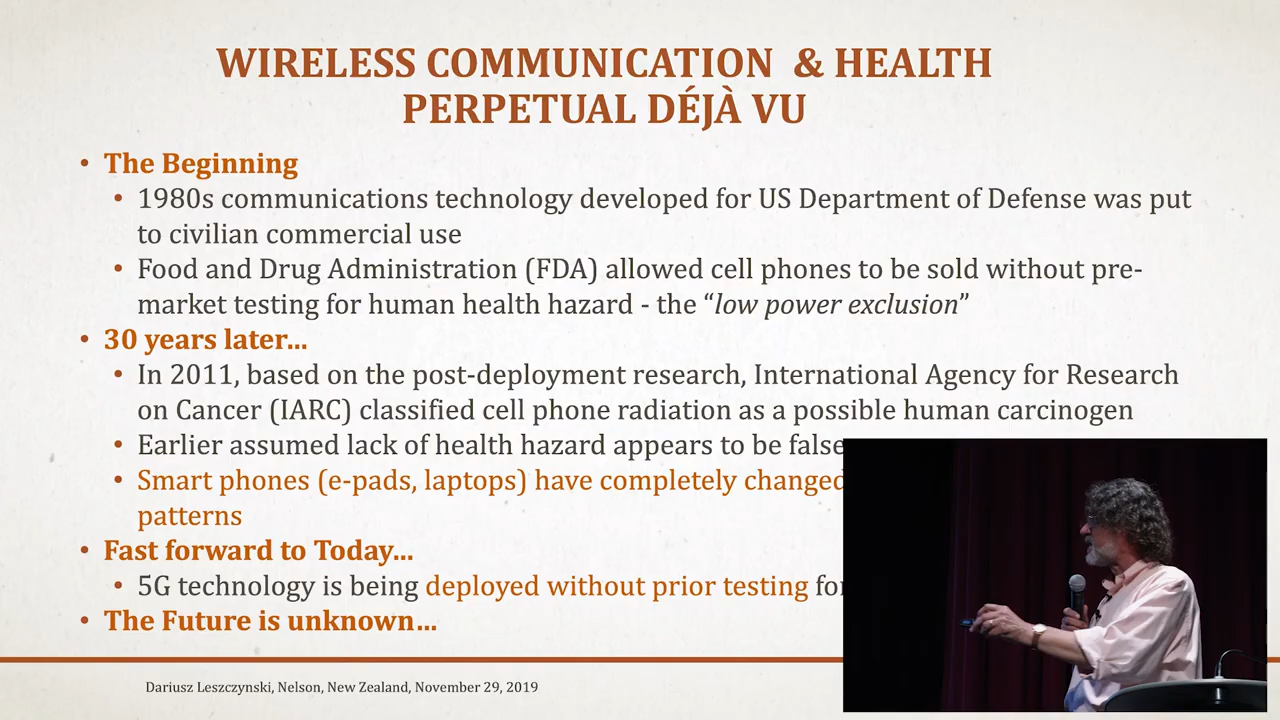 WIRELESS COMMUNICATION & HEALTH
PERPETUAL DÉJÀ VU
• The Beginning
• 1980s communications technology developed for US Department of Defense was put
to civilian commercial use
• Food and Drug Administration (FDA) allowed cell phones to be sold without pre-
market testing for human health hazard - the “low power exclusion”
• 30 years later…
• In 2011, based on the post-deployment research, International Agency for Research
on Cancer (IARC) classified cell phone radiation as a possible human carcinogen
• Earlier assumed lack of health hazard appears to be false
• Smart phones (e-pads, laptops) have completely changed
patterns
• Fast forward to Today…
• 5G technology is being deployed without prior testing for
• The Future is unknown…
Dariusz Leszczynski, Nelson, New Zealand, November 29, 2019